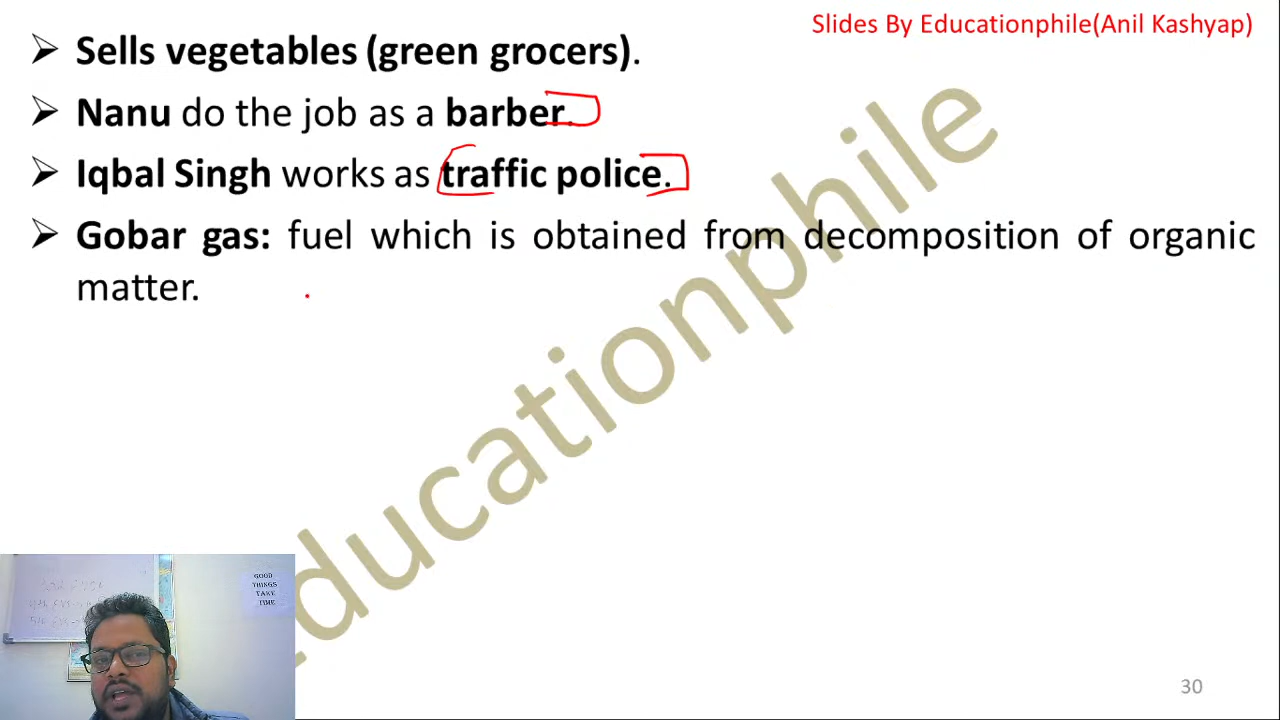 Slides By Educationphile(Anil Kashyap)
➢ Sells vegetables (green grocers).
➢ Nanu do the job as a barber.
➢ Iqbal Singh works as traffic police.
➢ Gobar gas: fuel which is obtained from decomposition of organic
matter.
Educationphile
GOOD
THINGS
TAKE
TIME
30